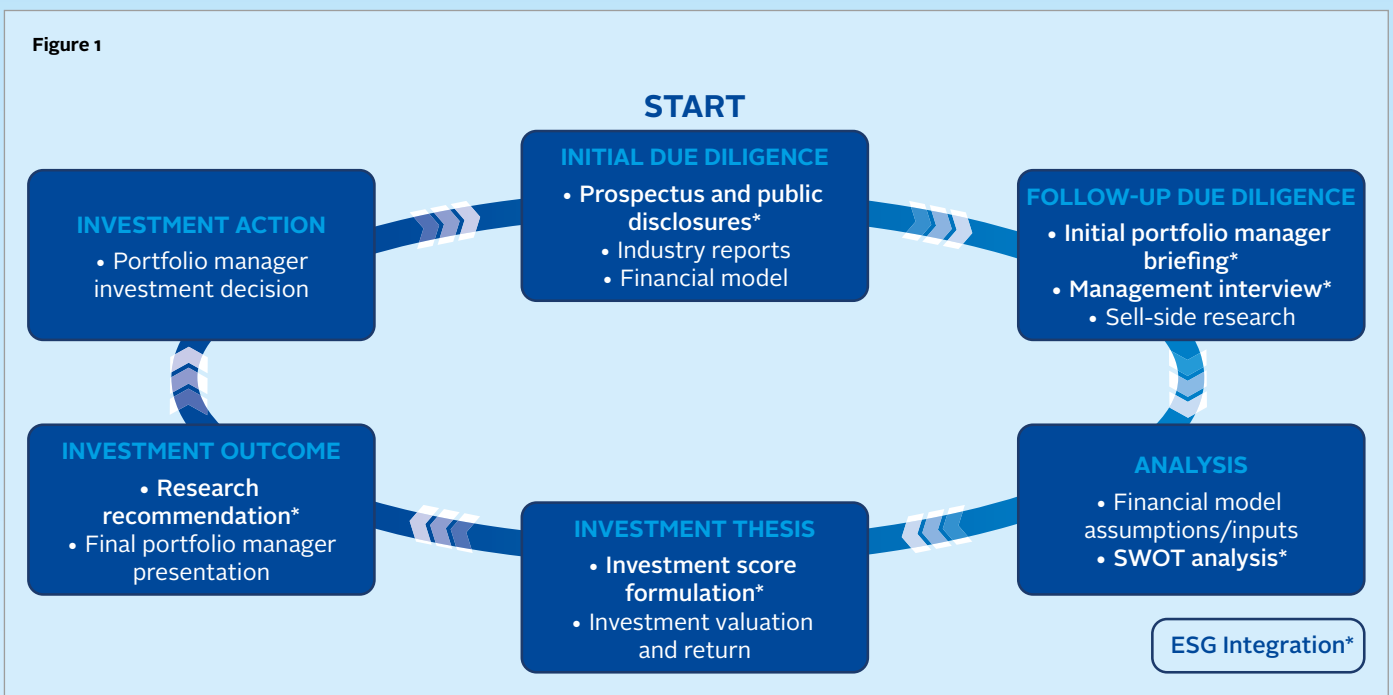 Figure 1
START
INITIAL DUE DILIGENCE
• Prospectus and public
disclosures*
• Industry reports
• Financial model
FOLLOW-UP DUE DILIGENCE
• Initial portfolio manager
briefing*
• Management interview*
• Sell-side research
ANALYSIS
• Financial model
assumptions/inputs
• SWOT analysis*
INVESTMENT THESIS
• Investment score
formulation*
• Investment valuation
and return
INVESTMENT OUTCOME
• Research
recommendation*
• Final portfolio manager
presentation
INVESTMENT ACTION
• Portfolio manager
investment decision
ESG Integration*